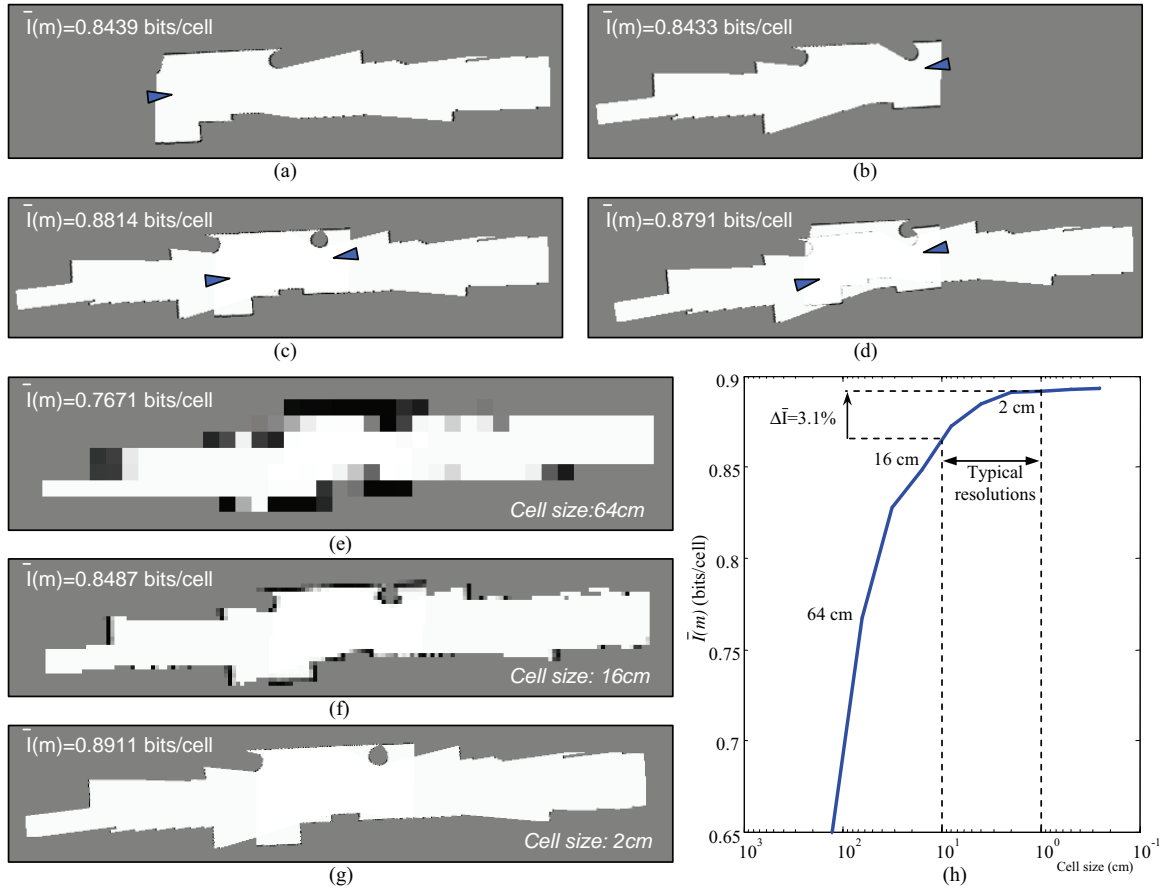 Ī(m)=0.8439 bits/cell
(a)
Ī(m)=0.8433 bits/cell
(b)
Ī(m)=0.8814 bits/cell
(c)
Ī(m)=0.8791 bits/cell
(d)
Ī(m)=0.7671 bits/cell
Cell size:64cm
(e)
Ī(m)=0.8487 bits/cell
Cell size: 16cm
(f)
Ī(m)=0.8911 bits/cell
Cell size: 2cm
(g)
0.9
0.85
0.8
0.75
0.7
0.65
Ī(m) (bits/cell)
ΔĪ=3.1%
2 cm
16 cm
Typical
resolutions
64 cm
10³
10²
10¹
10⁰
10⁻¹
Cell size (cm)
(h)